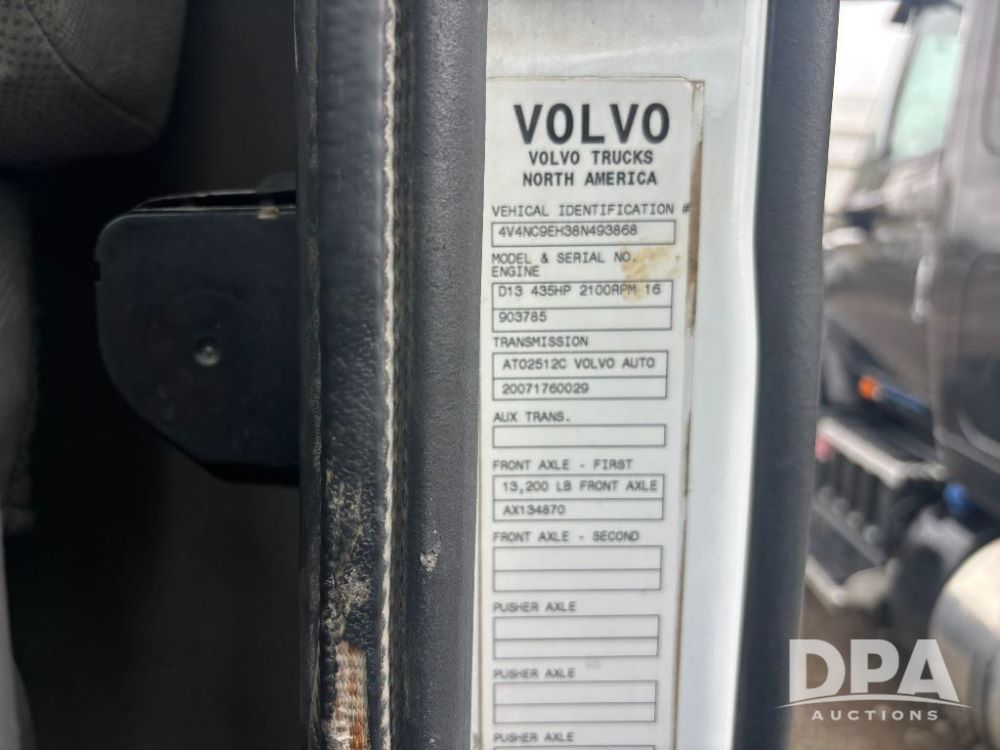 VOLVO
VOLVO TRUCKS
NORTH AMERICA
VEHICAL IDENTIFICATION #
4V4NC9EH38N493868
MODEL & SERIAL NO.
ENGINE
D13 435HP 2100RPM 16
903785
TRANSMISSION
ATO2512C VOLVO AUTO
20071760029
AUX TRANS.
FRONT AXLE - FIRST
13,200 LB FRONT AXLE
AX134870
FRONT AXLE - SECOND
PUSHER AXLE
PUSHER AXLE
PUSHER AXLE
DPA
AUCTIONS